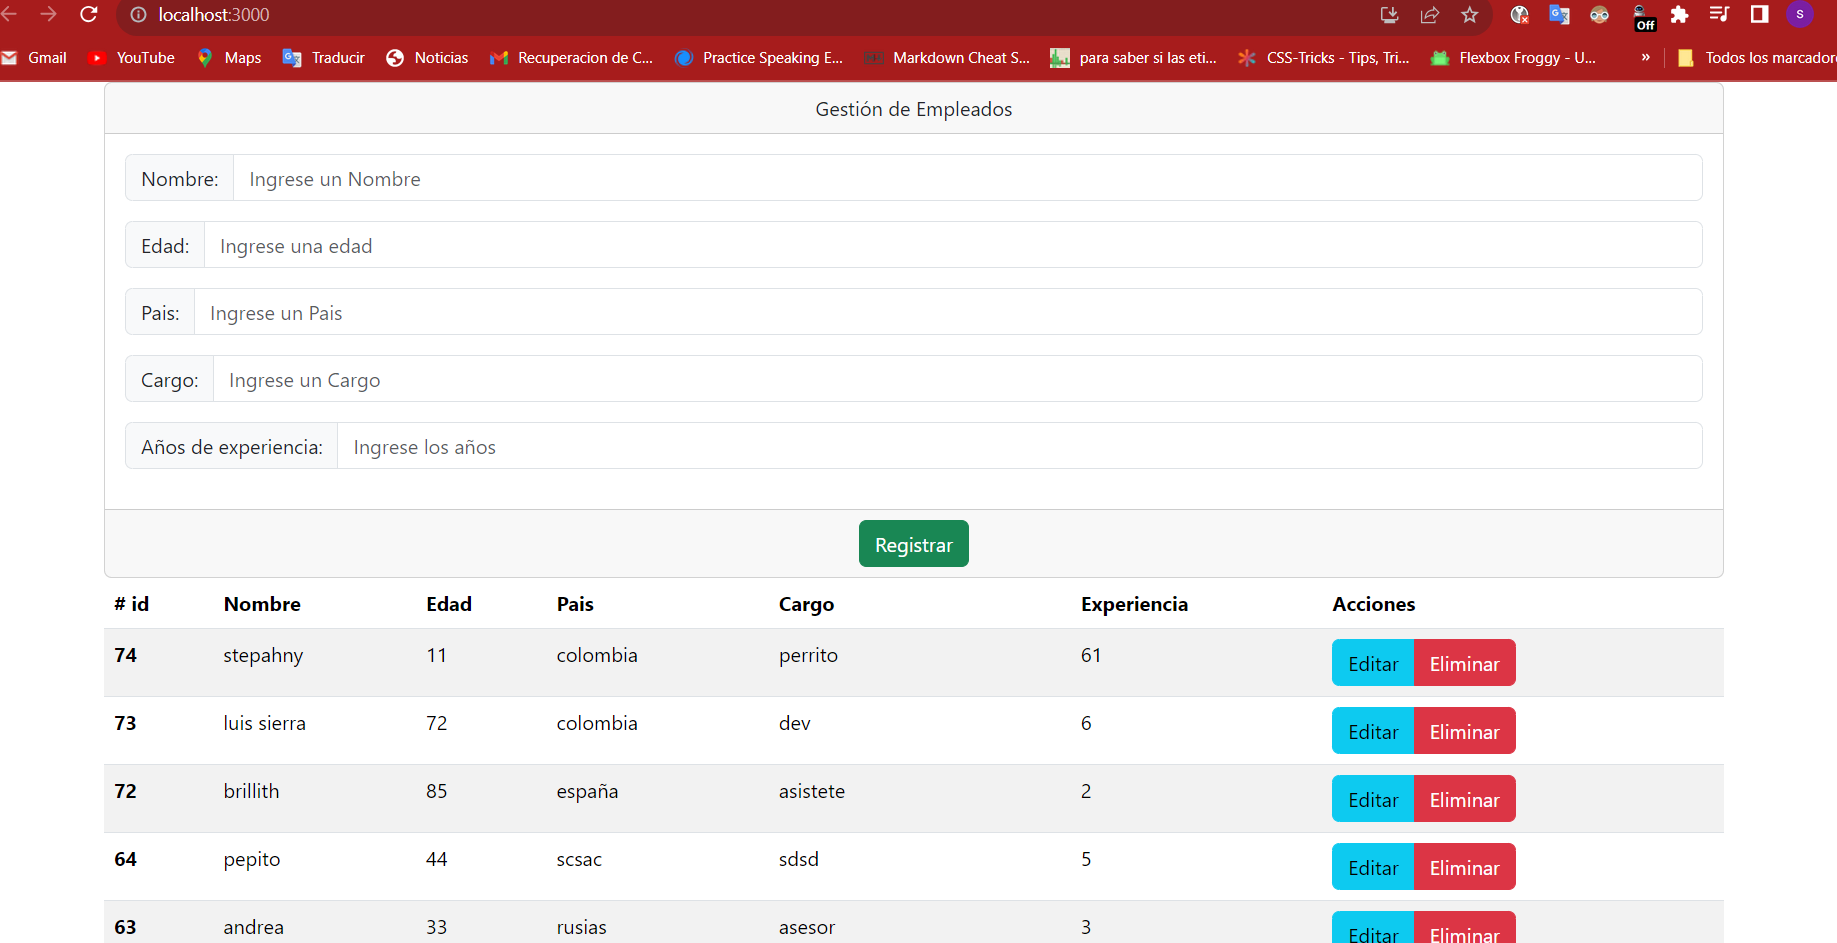 localhost:3000
Off
S
Gmail YouTube Maps Traducir Noticias Recuperacion de C... Practice Speaking E... Markdown Cheat S... para saber si las eti... CSS-Tricks - Tips, Tri... Flexbox Froggy - U... » Todos los marcador
Gestión de Empleados
Nombre: Ingrese un Nombre
Edad: Ingrese una edad
Pais: Ingrese un Pais
Cargo: Ingrese un Cargo
Años de experiencia: Ingrese los años
Registrar
# id Nombre Edad Pais Cargo Experiencia Acciones
74 stepahny 11 colombia perrito 61 Editar Eliminar
73 luis sierra 72 colombia dev 6 Editar Eliminar
72 brillith 85 españa asistete 2 Editar Eliminar
64 pepito 44 scsac sdsd 5 Editar Eliminar
63 andrea 33 rusias asesor 3 Editar Eliminar